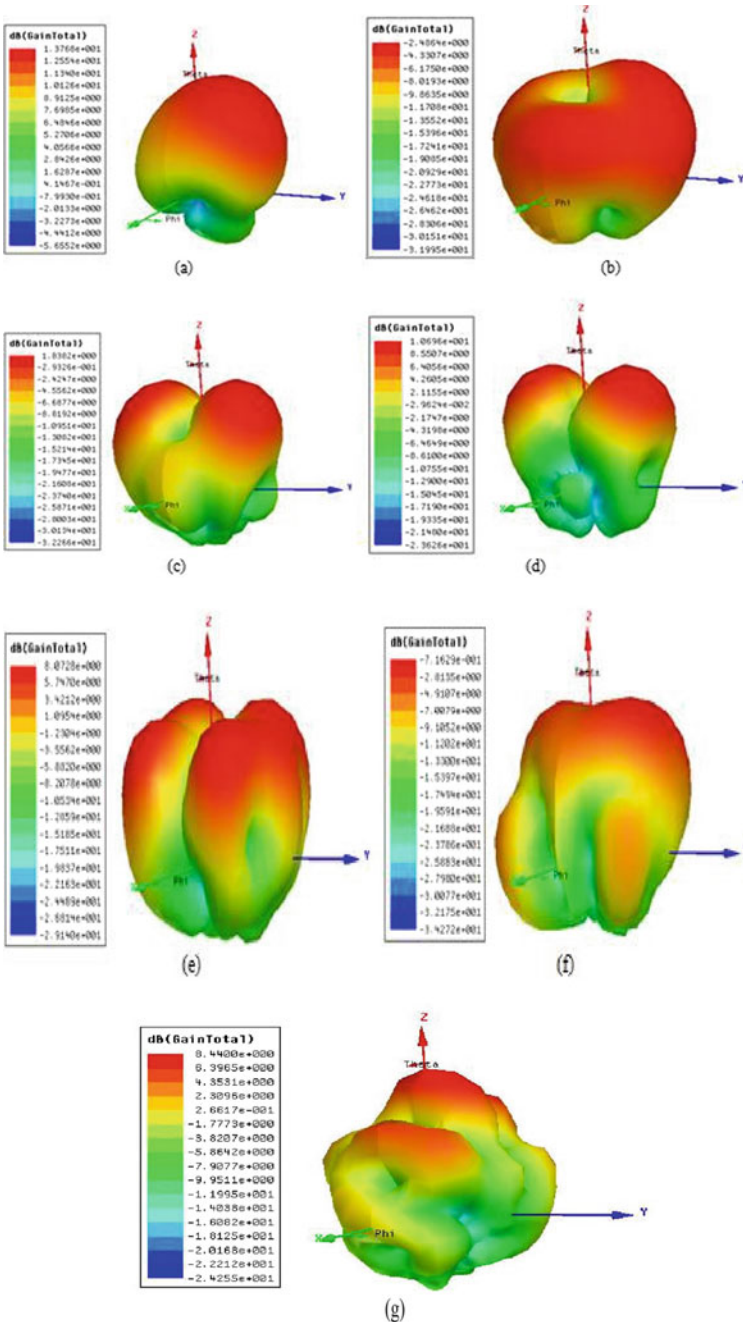 dB(GainTotal)
1.3768e+001
1.2554e+001
1.1340e+001
1.0126e+001
8.9125e+000
7.6985e+000
6.4846e+000
5.2706e+000
4.0566e+000
2.8426e+000
1.6287e+000
4.1467e-001
-7.9930e-001
-2.0133e+000
-3.2273e+000
-4.4412e+000
-5.6552e+000
Z
Theta
Y
X
Phi
(a)
dB(GainTotal)
-2.4864e+000
-4.3307e+000
-6.1750e+000
-8.0193e+000
-9.8635e+000
-1.1708e+001
-1.3552e+001
-1.5396e+001
-1.7241e+001
-1.9085e+001
-2.0929e+001
-2.2773e+001
-2.4618e+001
-2.6462e+001
-2.8306e+001
-3.0151e+001
-3.1995e+001
Z
Y
Phi
(b)
dB(GainTotal)
1.8382e+000
-2.9326e-001
-2.4247e+000
-4.5562e+000
-6.6877e+000
-8.8192e+000
-1.0951e+001
-1.3082e+001
-1.5214e+001
-1.7345e+001
-1.9477e+001
-2.1608e+001
-2.3740e+001
-2.5871e+001
-2.8003e+001
-3.0134e+001
-3.2266e+001
Z
Theta
Y
X
Phi
(c)
dB(GainTotal)
1.0696e+001
8.5507e+000
6.4056e+000
4.2605e+000
2.1155e+000
-2.9624e-002
-2.1747e+000
-4.3198e+000
-6.4649e+000
-8.6100e+000
-1.0755e+001
-1.2900e+001
-1.5045e+001
-1.7190e+001
-1.9335e+001
-2.1480e+001
-2.3626e+001
Z
Theta
Y
X
Phi
(d)
dB(GainTotal)
8.0728e+000
5.7470e+000
3.4212e+000
1.0954e+000
-1.2304e+000
-3.5562e+000
-5.8820e+000
-8.2078e+000
-1.0534e+001
-1.2859e+001
-1.5185e+001
-1.7511e+001
-1.9837e+001
-2.2163e+001
-2.4489e+001
-2.6814e+001
-2.9140e+001
Z
Theta
Y
Phi
(e)
dB(GainTotal)
-7.1629e-001
-2.8135e+000
-4.9107e+000
-7.0079e+000
-9.1052e+000
-1.1202e+001
-1.3300e+001
-1.5397e+001
-1.7494e+001
-1.9591e+001
-2.1688e+001
-2.3786e+001
-2.5883e+001
-2.7980e+001
-3.0077e+001
-3.2175e+001
-3.4272e+001
Z
Theta
Phi
(f)
dB(GainTotal)
8.4400e+000
6.3965e+000
4.3531e+000
2.3096e+000
2.6617e-001
-1.7773e+000
-3.8207e+000
-5.8642e+000
-7.9077e+000
-9.9511e+000
-1.1995e+001
-1.4038e+001
-1.6082e+001
-1.8125e+001
-2.0168e+001
-2.2212e+001
-2.4255e+001
Z
Theta
Y
X
Phi
(g)